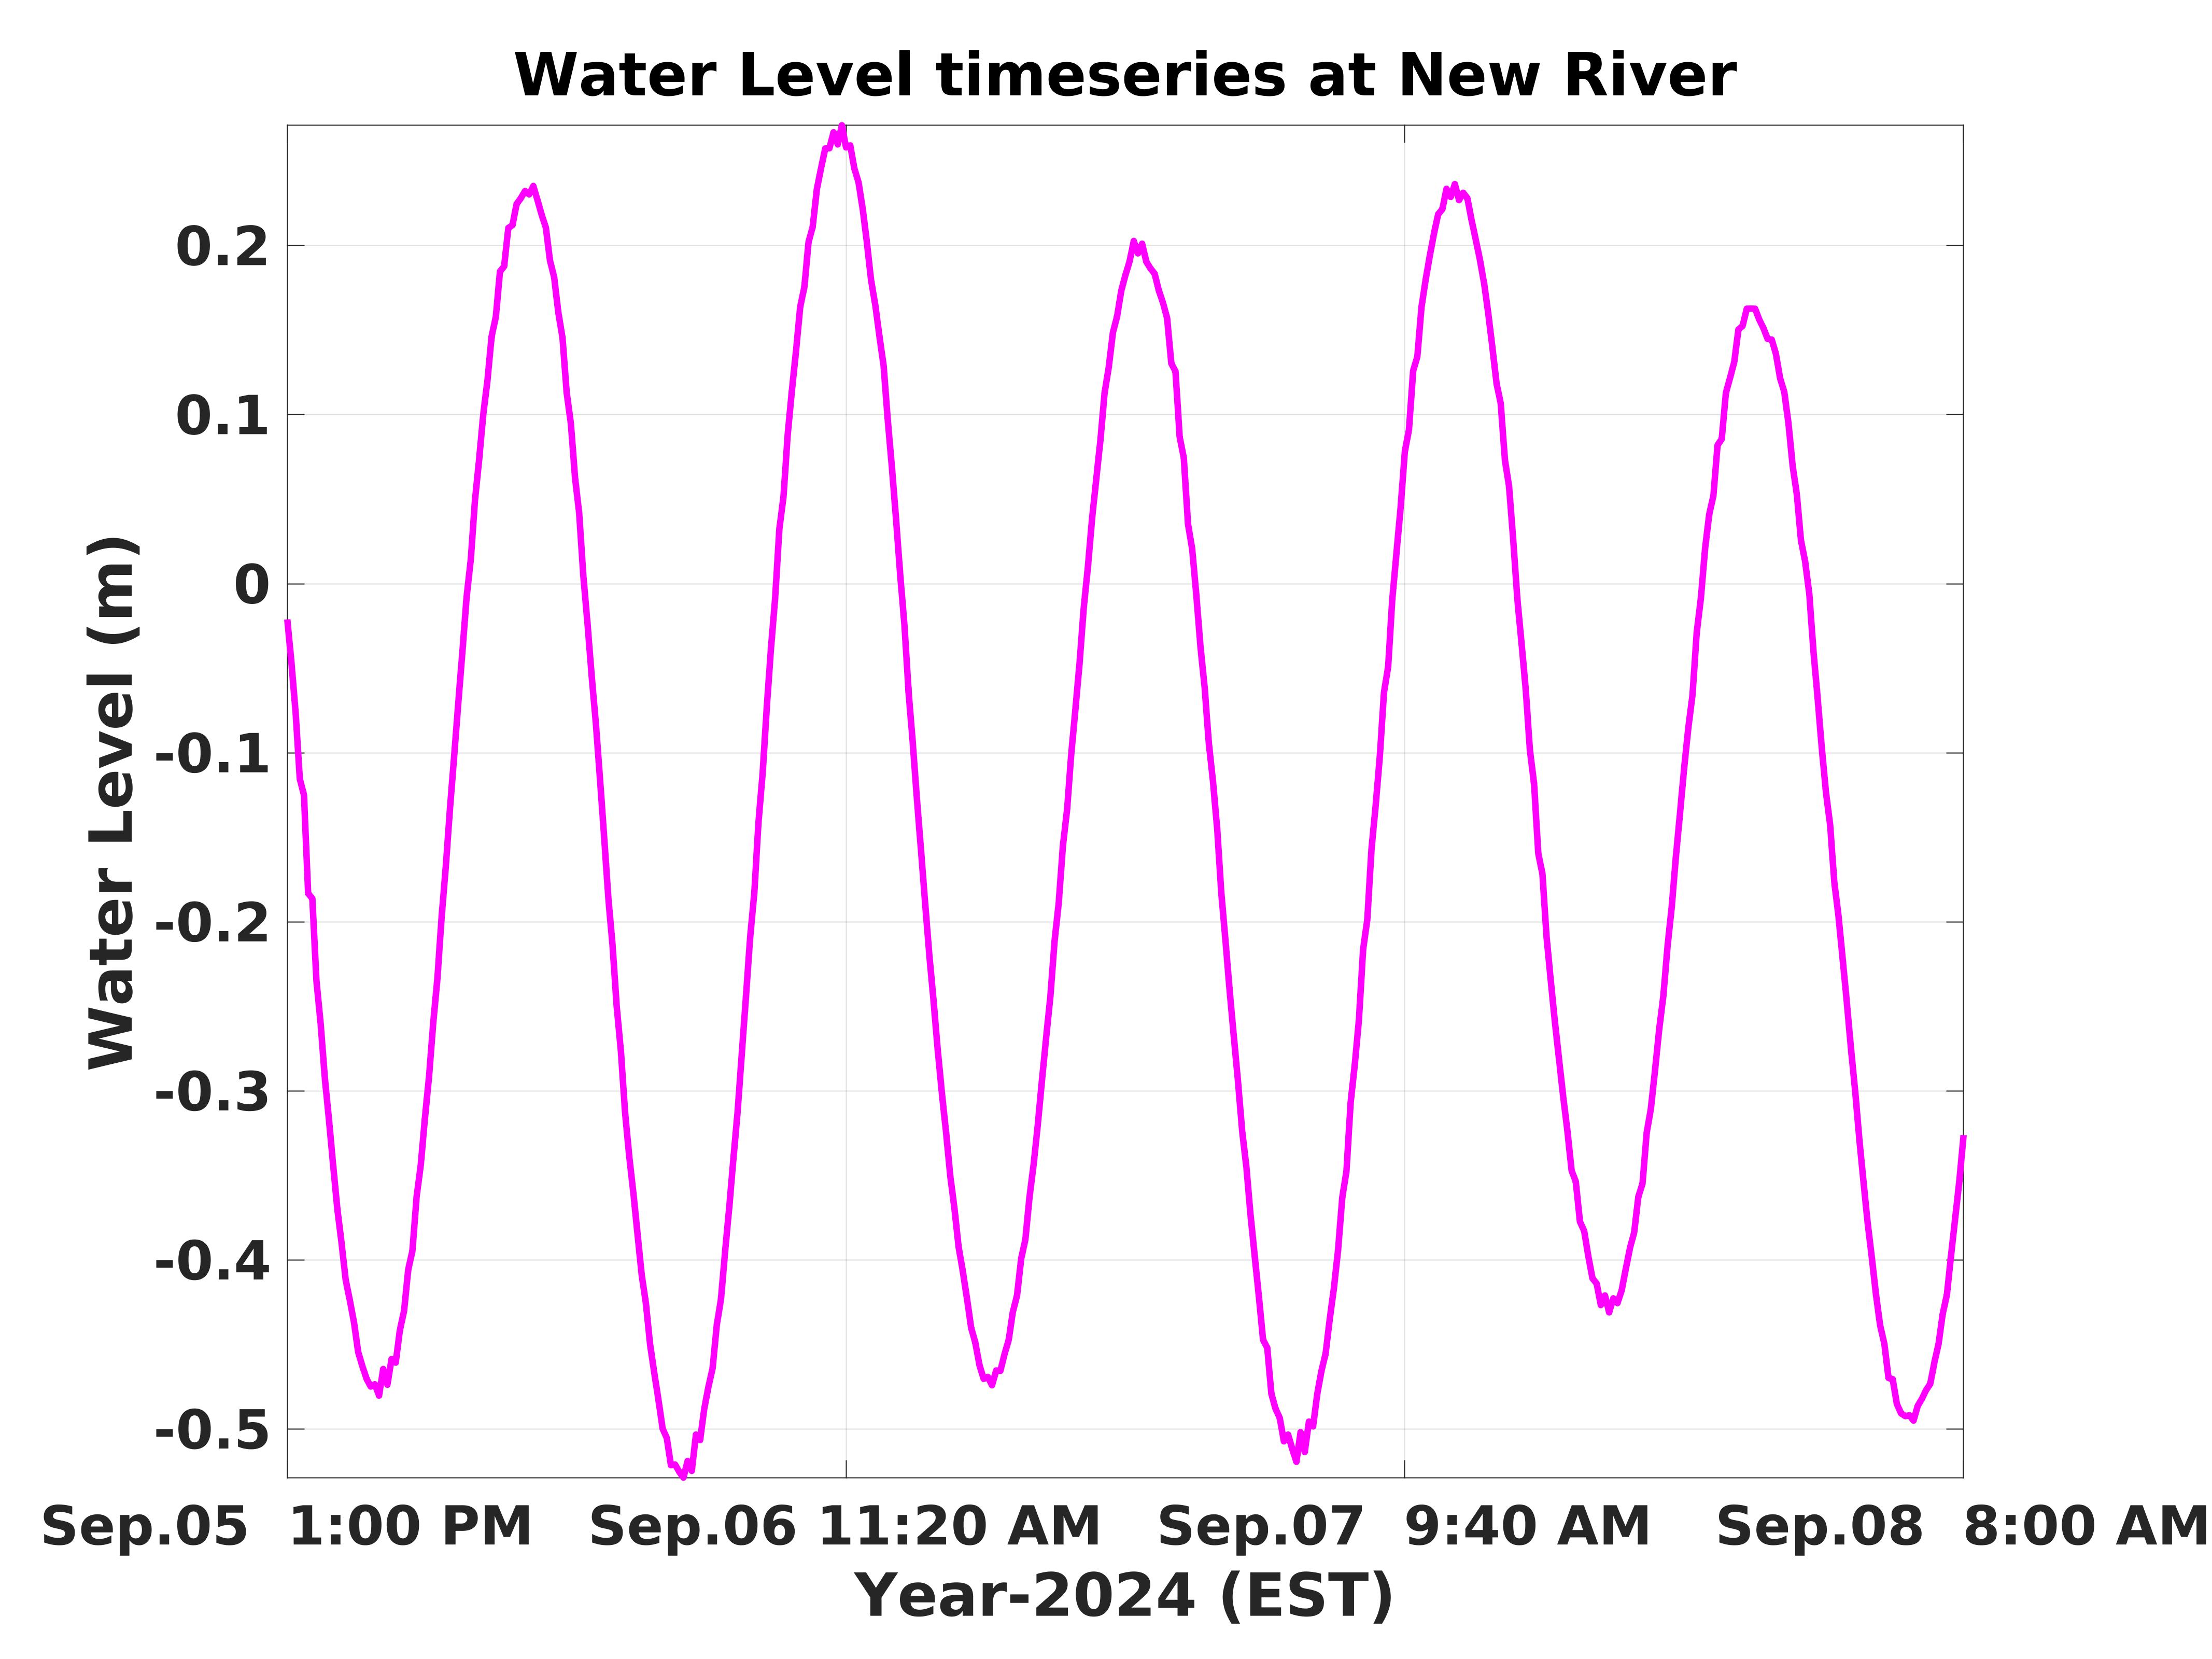 Water Level timeseries at New River
Water Level (m)
0.2
0.1
0
-0.1
-0.2
-0.3
-0.4
-0.5
Sep.05 1:00 PM Sep.06 11:20 AM Sep.07 9:40 AM Sep.08 8:00 AM
Year-2024 (EST)